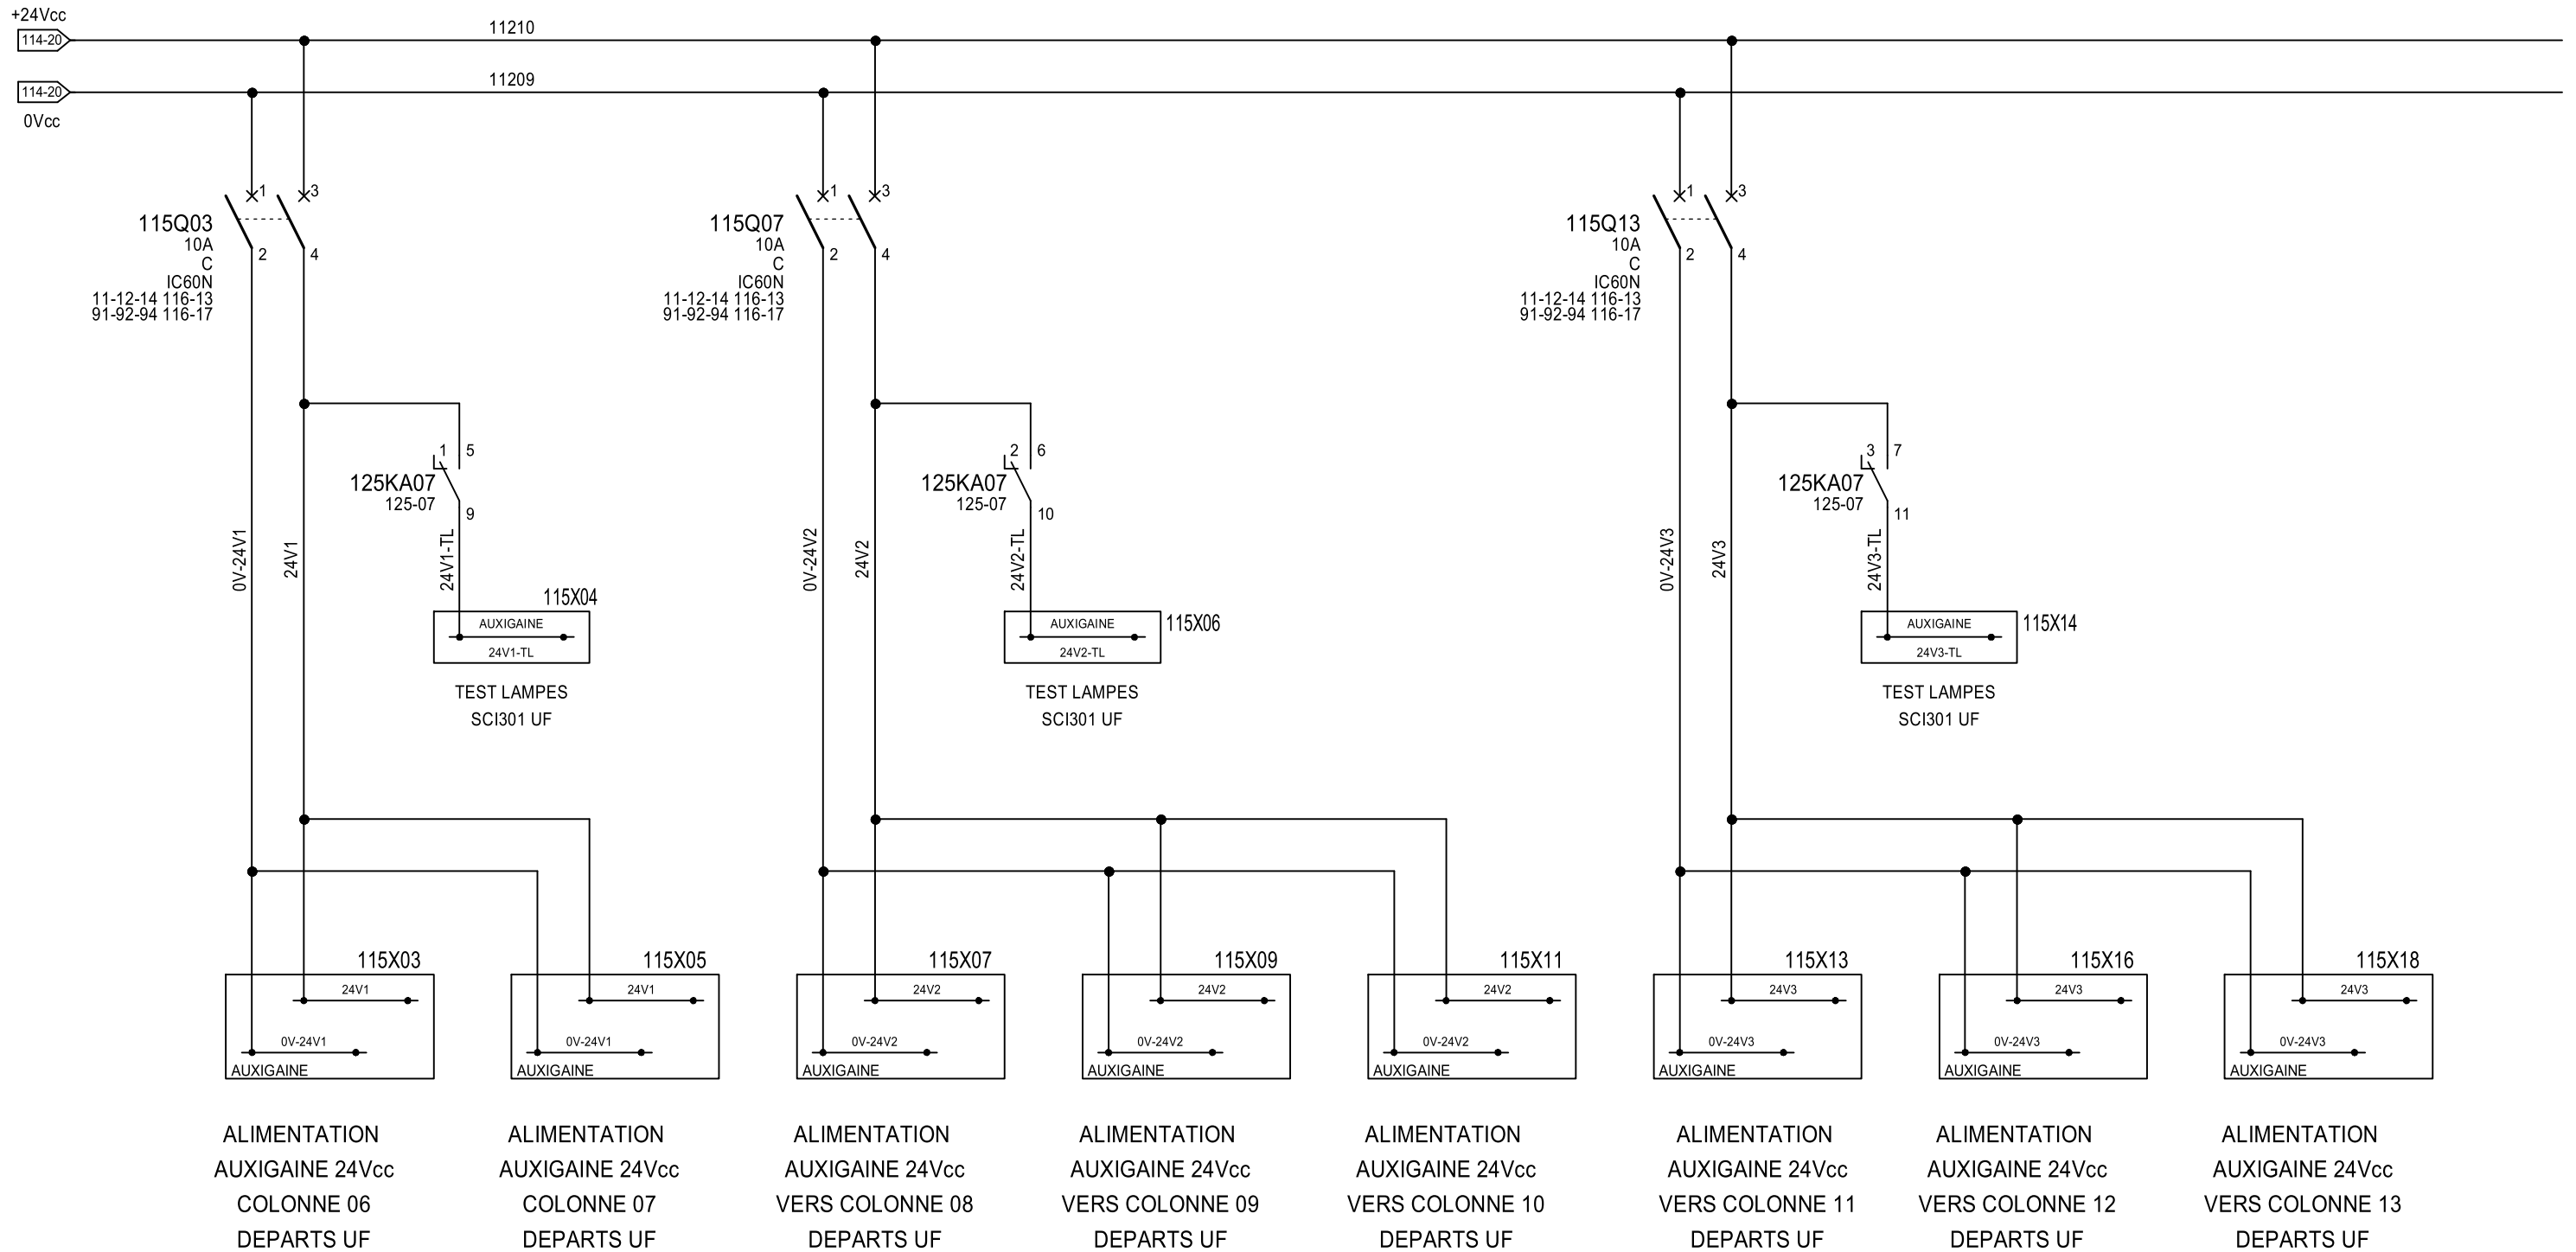 +24Vcc
114-20
11210
114-20
11209
0Vcc
1
3
115Q03
10A
C
IC60N
11-12-14 116-13
91-92-94 116-17
2
4
1
3
115Q07
10A
C
IC60N
11-12-14 116-13
91-92-94 116-17
2
4
1
3
115Q13
10A
C
IC60N
11-12-14 116-13
91-92-94 116-17
2
4
1
5
125KA07
125-07
9
2
6
125KA07
125-07
10
3
7
125KA07
125-07
11
0V-24V1
24V1
24V1-TL
0V-24V2
24V2
24V2-TL
0V-24V3
24V3
24V3-TL
115X04
AUXIGAINE
24V1-TL
TEST LAMPES
SCI301 UF
115X06
AUXIGAINE
24V2-TL
TEST LAMPES
SCI301 UF
115X14
AUXIGAINE
24V3-TL
TEST LAMPES
SCI301 UF
115X03
24V1
0V-24V1
AUXIGAINE
115X05
24V1
0V-24V1
AUXIGAINE
115X07
24V2
0V-24V2
AUXIGAINE
115X09
24V2
0V-24V2
AUXIGAINE
115X11
24V2
0V-24V2
AUXIGAINE
115X13
24V3
0V-24V3
AUXIGAINE
115X16
24V3
0V-24V3
AUXIGAINE
115X18
24V3
0V-24V3
AUXIGAINE
ALIMENTATION
AUXIGAINE 24Vcc
COLONNE 06
DEPARTS UF
ALIMENTATION
AUXIGAINE 24Vcc
COLONNE 07
DEPARTS UF
ALIMENTATION
AUXIGAINE 24Vcc
VERS COLONNE 08
DEPARTS UF
ALIMENTATION
AUXIGAINE 24Vcc
VERS COLONNE 09
DEPARTS UF
ALIMENTATION
AUXIGAINE 24Vcc
VERS COLONNE 10
DEPARTS UF
ALIMENTATION
AUXIGAINE 24Vcc
VERS COLONNE 11
DEPARTS UF
ALIMENTATION
AUXIGAINE 24Vcc
VERS COLONNE 12
DEPARTS UF
ALIMENTATION
AUXIGAINE 24Vcc
VERS COLONNE 13
DEPARTS UF